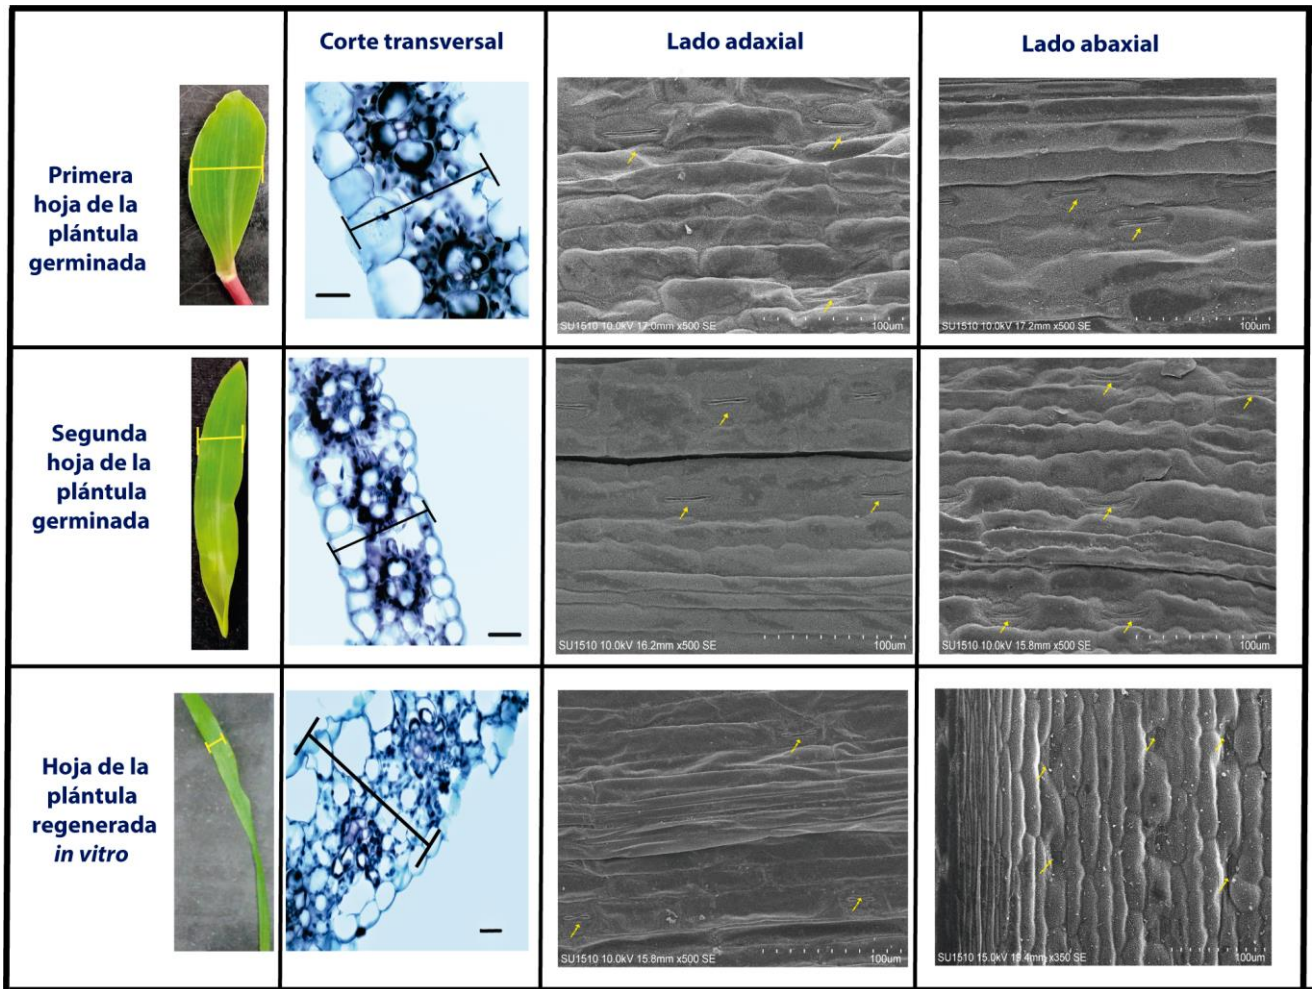 Corte transversal
Lado adaxial
Lado abaxial
Primera
hoja de la
plántula
germinada
SU1510 10.0kV 17.0mm x500 SE
100um
SU1510 10.0kV 17.2mm x500 SE
100um
Segunda
hoja de la
plántula
germinada
SU1510 10.0kV 16.2mm x500 SE
100um
SU1510 10.0kV 15.8mm x500 SE
100um
Hoja de la
plántula
regenerada
in vitro
SU1510 10.0kV 15.8mm x500 SE
100um
SU1510 15.0kV 19.4mm x350 SE
100um